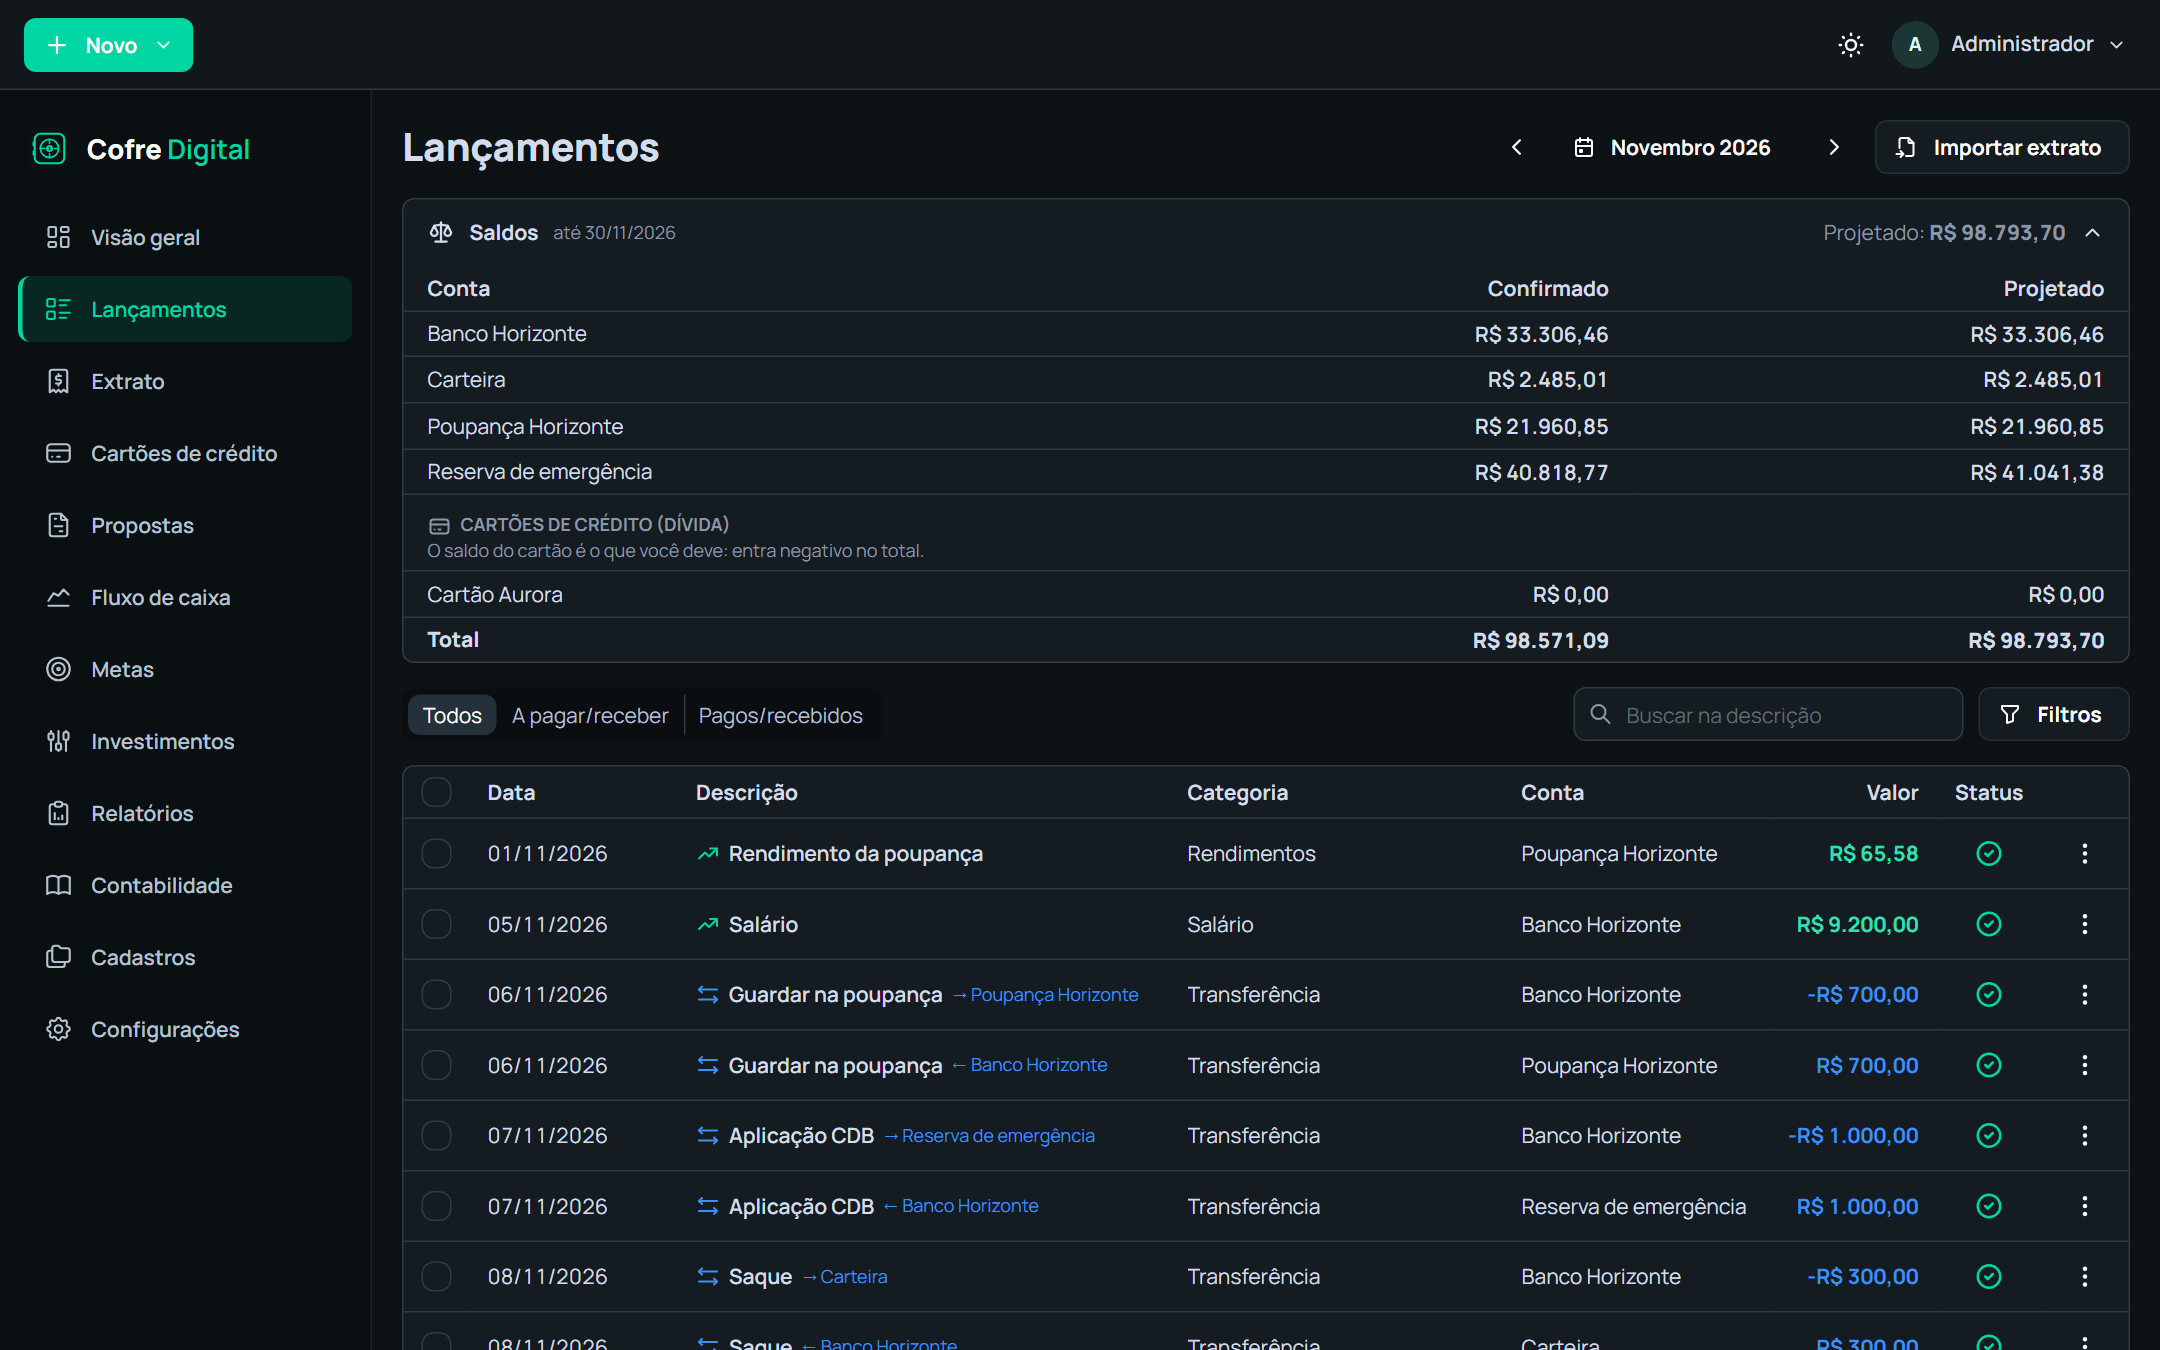 Novo
A Administrador
Cofre Digital
Visão geral
Lançamentos
Extrato
Cartões de crédito
Propostas
Fluxo de caixa
Metas
Investimentos
Relatórios
Contabilidade
Cadastros
Configurações
Lançamentos
Novembro 2026
Importar extrato
Saldos até 30/11/2026 Projetado: R$ 98.793,70
Conta Confirmado Projetado
Banco Horizonte R$ 33.306,46 R$ 33.306,46
Carteira R$ 2.485,01 R$ 2.485,01
Poupança Horizonte R$ 21.960,85 R$ 21.960,85
Reserva de emergência R$ 40.818,77 R$ 41.041,38
CARTÕES DE CRÉDITO (DÍVIDA)
O saldo do cartão é o que você deve: entra negativo no total.
Cartão Aurora R$ 0,00 R$ 0,00
Total R$ 98.571,09 R$ 98.793,70
Todos A pagar/receber Pagos/recebidos Buscar na descrição Filtros
Data Descrição Categoria Conta Valor Status
01/11/2026 Rendimento da poupança Rendimentos Poupança Horizonte R$ 65,58
05/11/2026 Salário Salário Banco Horizonte R$ 9.200,00
06/11/2026 Guardar na poupança → Poupança Horizonte Transferência Banco Horizonte -R$ 700,00
06/11/2026 Guardar na poupança ← Banco Horizonte Transferência Poupança Horizonte R$ 700,00
07/11/2026 Aplicação CDB → Reserva de emergência Transferência Banco Horizonte -R$ 1.000,00
07/11/2026 Aplicação CDB ← Banco Horizonte Transferência Reserva de emergência R$ 1.000,00
08/11/2026 Saque → Carteira Transferência Banco Horizonte -R$ 300,00
08/11/2026 Saque ← Banco Horizonte Transferência Carteira R$ 300,00